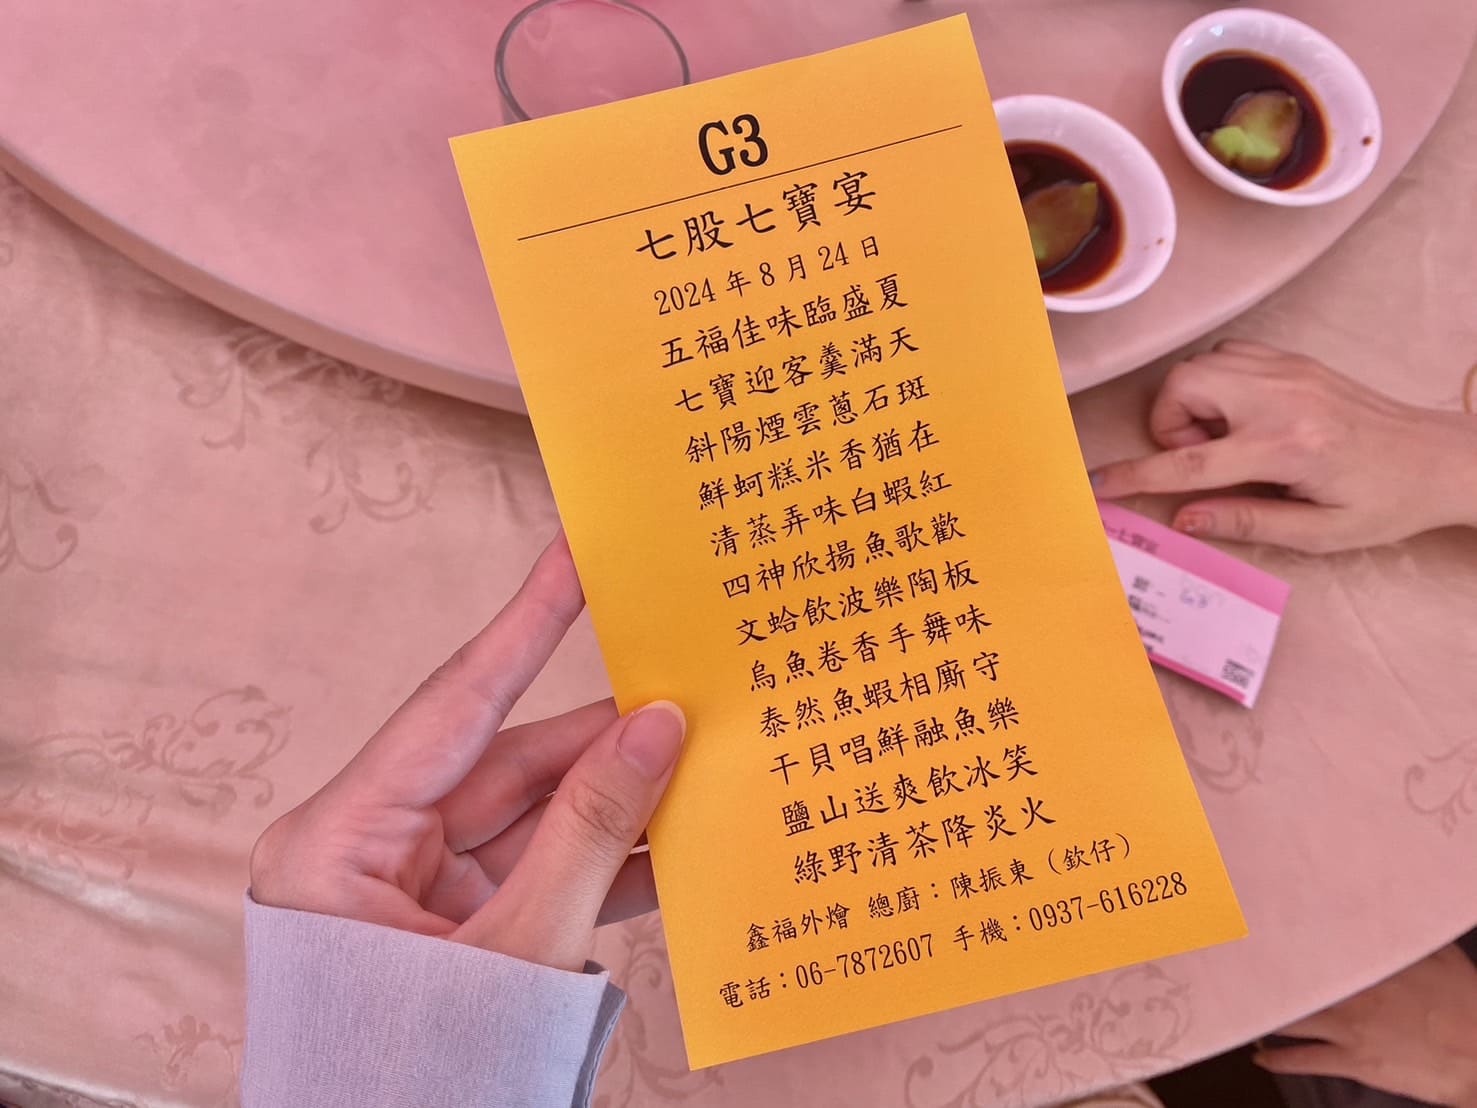 G3
七股七寶宴
2024 年 8 月 24 日
五福佳味臨盛夏
七寶迎客羹滿天
斜陽煙雲蔥石斑
鮮蚵糕米香猶在
清蒸弄味白蝦紅
四神欣揚魚歌歡
文蛤飲波樂陶板
烏魚卷香手舞味
泰然魚蝦相廝守
干貝唱鮮融魚樂
鹽山送爽飲冰笑
綠野清茶降炎火
鑫福外燴 總廚：陳振東（欽仔）
電話：06-7872607 手機：0937-616228
七寶宴